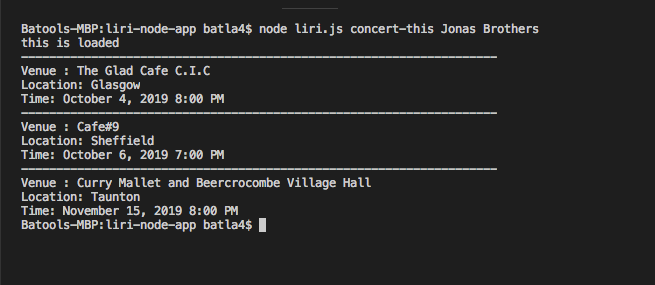 Batools-MBP:liri-node-app batla4$ node liri.js concert-this Jonas Brothers
this is loaded
--------------------------------------------------------------------
Venue : The Glad Cafe C.I.C
Location: Glasgow
Time: October 4, 2019 8:00 PM
--------------------------------------------------------------------
Venue : Cafe#9
Location: Sheffield
Time: October 6, 2019 7:00 PM
--------------------------------------------------------------------
Venue : Curry Mallet and Beercrocombe Village Hall
Location: Taunton
Time: November 15, 2019 8:00 PM
Batools-MBP:liri-node-app batla4$